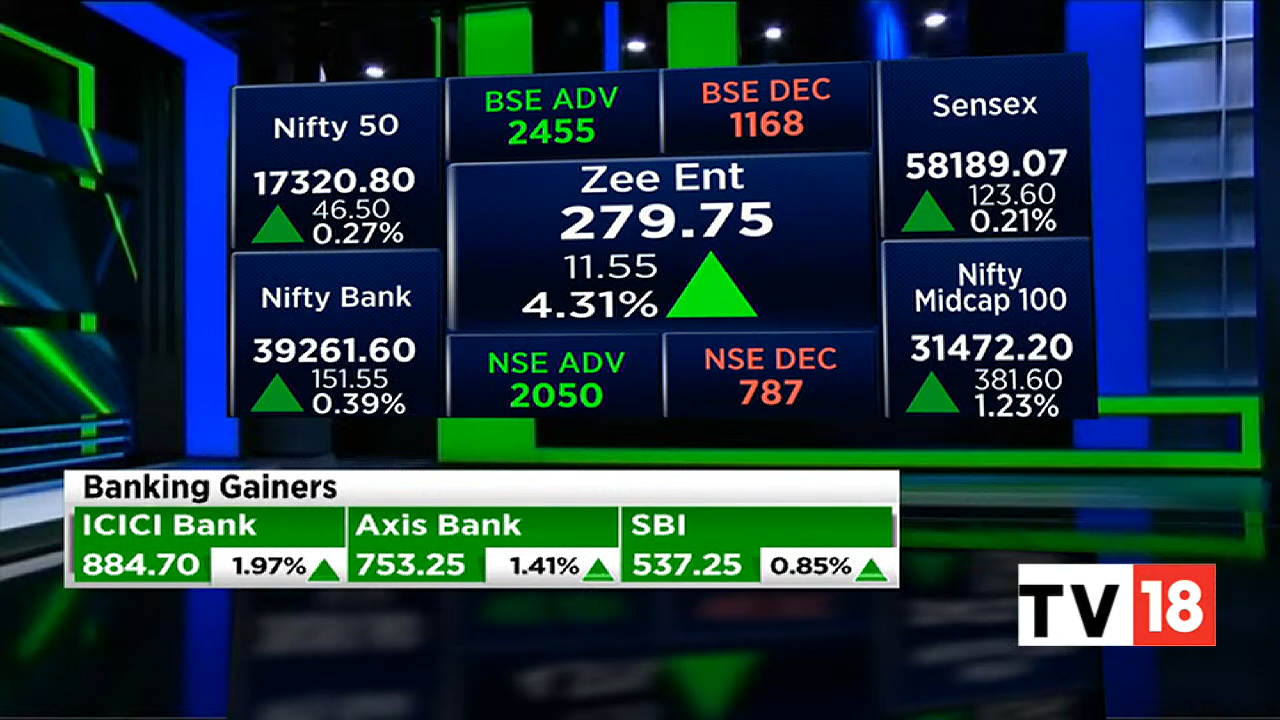 Nifty 50
17320.80
46.50
0.27%
Nifty Bank
39261.60
151.55
0.39%
BSE ADV
2455
BSE DEC
1168
Zee Ent
279.75
11.55
4.31%
NSE ADV
2050
NSE DEC
787
Sensex
58189.07
123.60
0.21%
Nifty
Midcap 100
31472.20
381.60
1.23%
Banking Gainers
ICICI Bank
884.70 1.97%
Axis Bank
753.25 1.41%
SBI
537.25 0.85%
TV 18